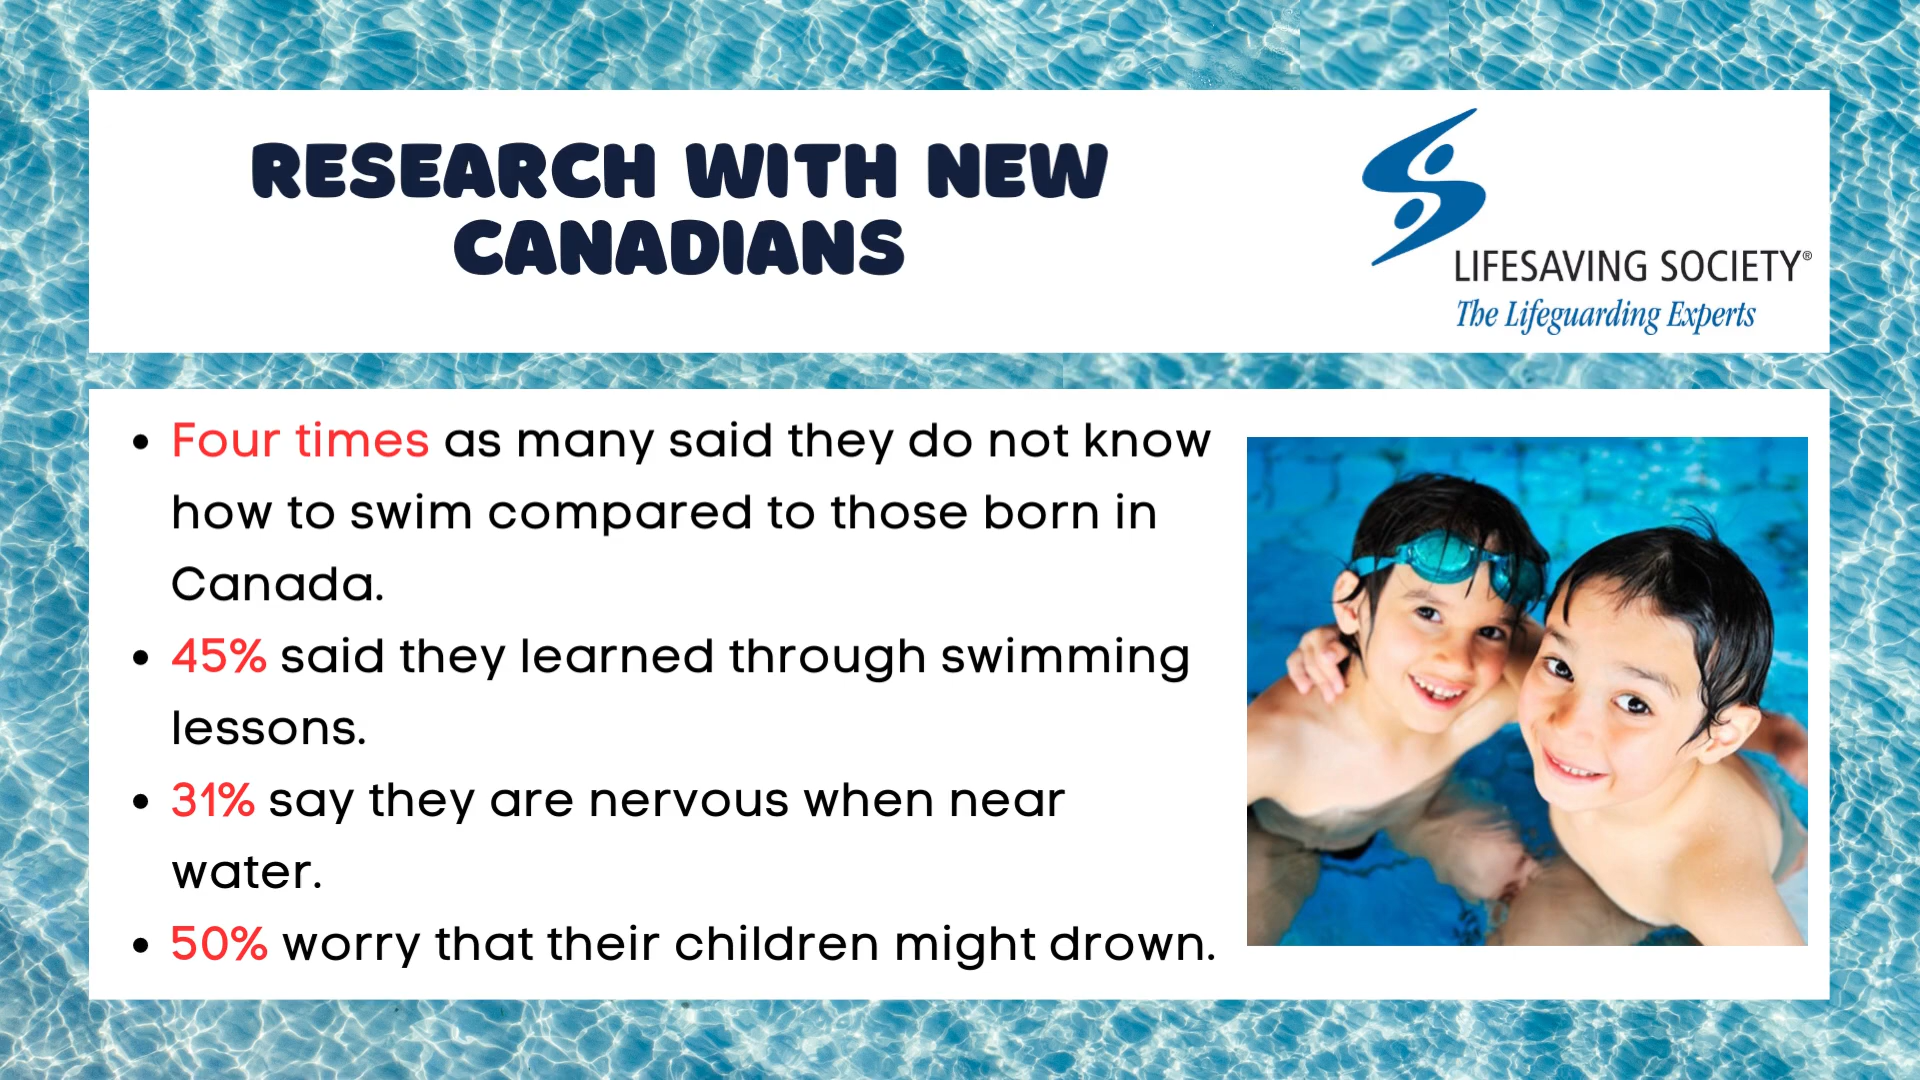 RESEARCH WITH NEW
CANADIANS
LIFESAVING SOCIETY®
The Lifeguarding Experts
• Four times as many said they do not know
how to swim compared to those born in
Canada.
• 45% said they learned through swimming
lessons.
• 31% say they are nervous when near
water.
• 50% worry that their children might drown.